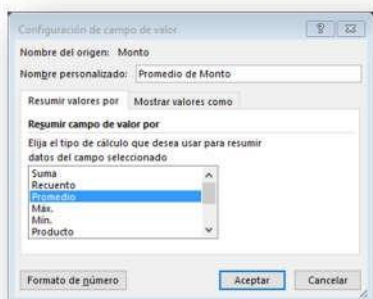 Configuración de campo de valor
Nombre del origen: Monto
Nombre personalizado: Promedio de Monto
Resumir valores por
Mostrar valores como
Resumir campo de valor por
Elija el tipo de cálculo que desea usar para resumir
datos del campo seleccionado
Suma
Recuento
Promedio
Máx.
Mín.
Producto
Formato de número
Aceptar
Cancelar